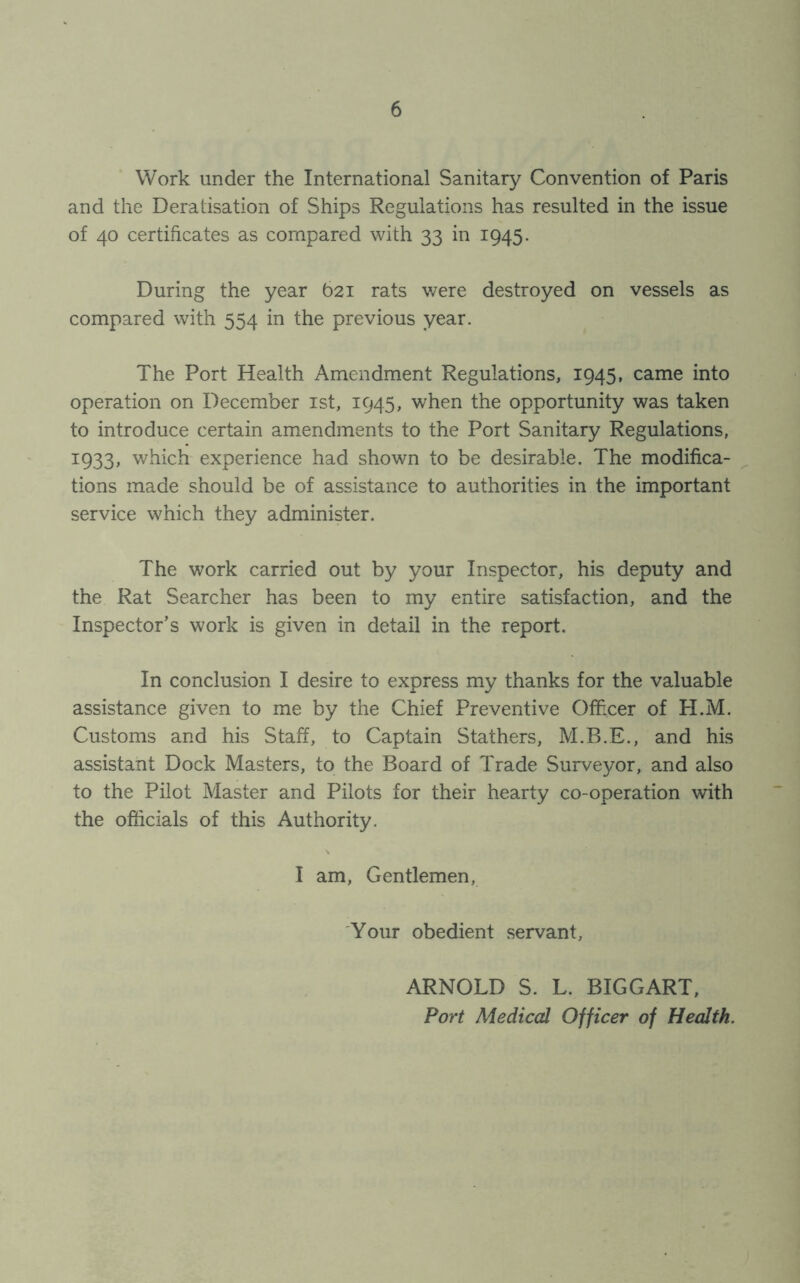 6
Work under the International Sanitary Convention of Paris
and the Deratisation of Ships Regulations has resulted in the issue
of 40 certificates as compared with 33 in 1945.
During the year 621 rats were destroyed on vessels as
compared with 554 in the previous year.
The Port Health Amendment Regulations, 1945, came into
operation on December 1st, 1945, when the opportunity was taken
to introduce certain amendments to the Port Sanitary Regulations,
1933, which experience had shown to be desirable. The modifica-
tions made should be of assistance to authorities in the important
service which they administer.
The work carried out by your Inspector, his deputy and
the Rat Searcher has been to my entire satisfaction, and the
Inspector's work is given in detail in the report.
In conclusion I desire to express my thanks for the valuable
assistance given to me by the Chief Preventive Officer of H.M.
Customs and his Staff, to Captain Stathers, M.B.E., and his
assistant Dock Masters, to the Board of Trade Surveyor, and also
to the Pilot Master and Pilots for their hearty co-operation with
the officials of this Authority.
I am, Gentlemen,
Your obedient servant,
ARNOLD S. L. BIGGART,
Port Medical Officer of Health.